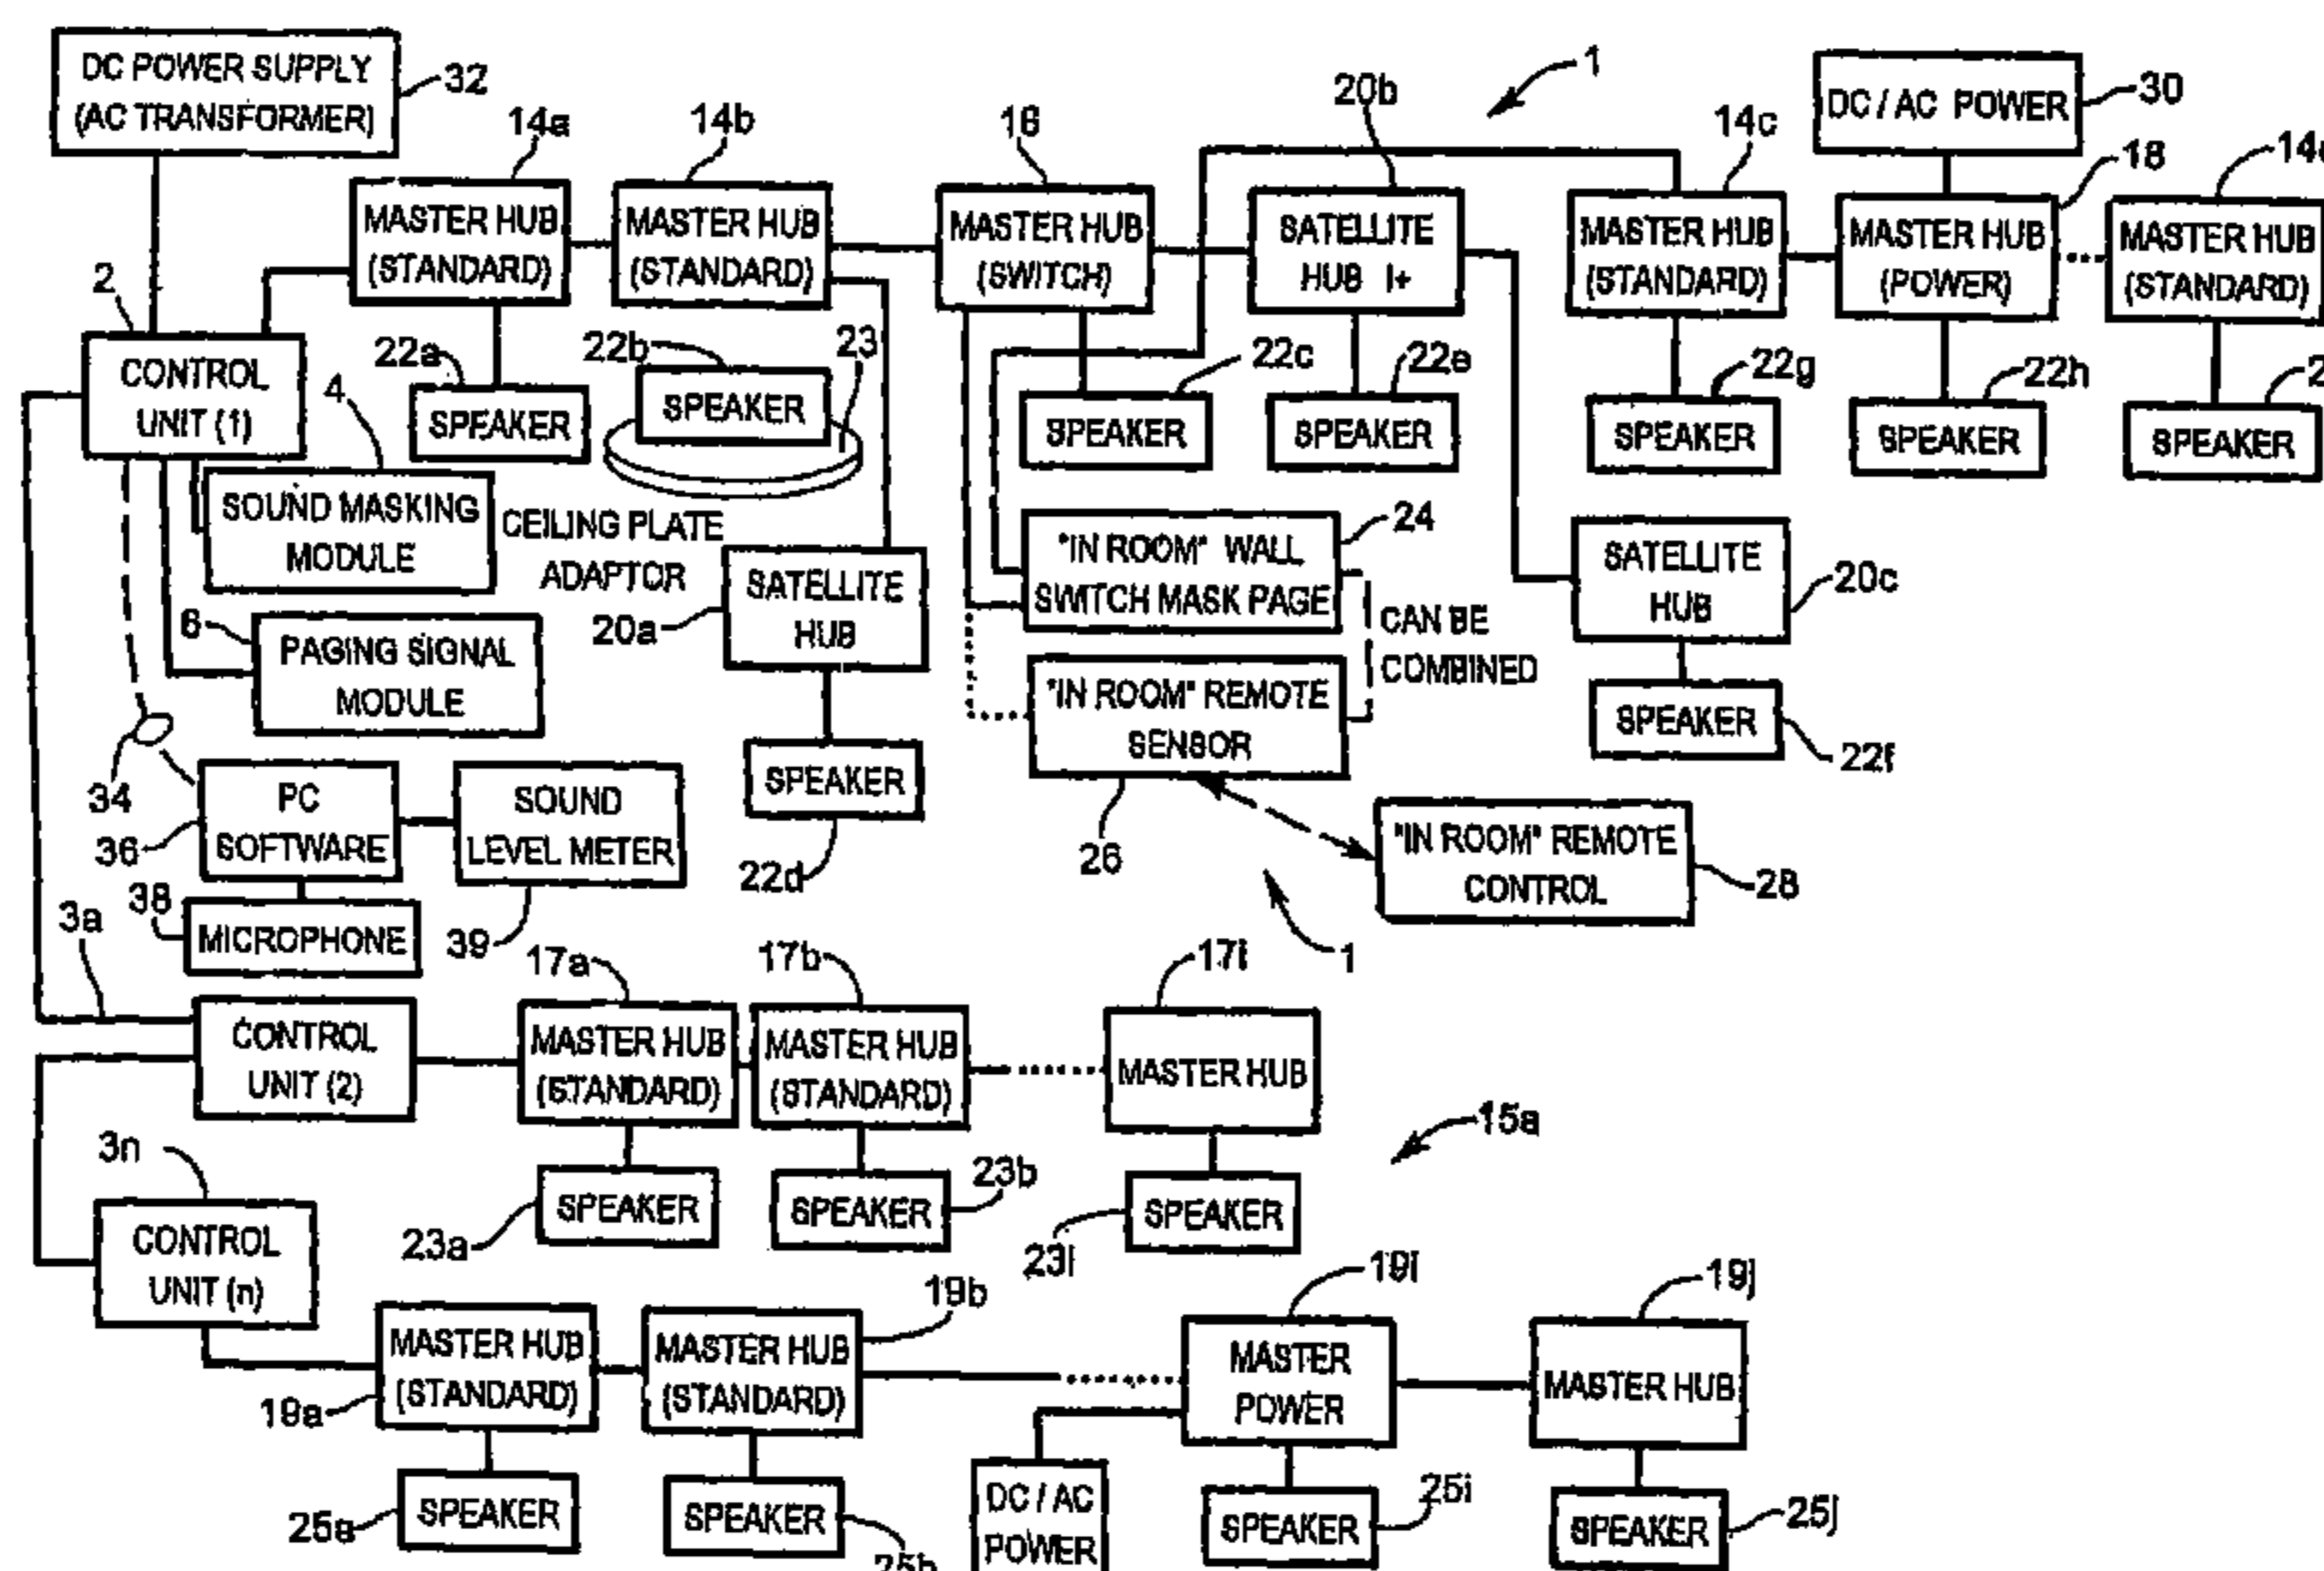 DC POWER SUPPLY
(AC TRANSFORMER)
32
14a
14b
16
20b
1
14c
DC / AC POWER
30
18
MASTER HUB
(STANDARD)
MASTER HUB
(STANDARD)
MASTER HUB
(SWITCH)
SATELLITE
HUB I+
MASTER HUB
(STANDARD)
MASTER HUB
(POWER)
MASTER HUB
(STANDARD)
2
CONTROL
UNIT (1)
22a
SPEAKER
22b
SPEAKER
23
22c
SPEAKER
22e
SPEAKER
22g
SPEAKER
22h
SPEAKER
SPEAKER
4
SOUND MASKING
MODULE
CEILING PLATE
ADAPTOR
SATELLITE
HUB
20a
"IN ROOM" WALL
SWITCH MASK PAGE
24
CAN BE
COMBINED
SATELLITE
HUB
20c
6
PAGING SIGNAL
MODULE
"IN ROOM" REMOTE
SENSOR
26
SPEAKER
22f
34
PC
SOFTWARE
36
SOUND
LEVEL METER
39
SPEAKER
22d
"IN ROOM" REMOTE
CONTROL
28
1
38
MICROPHONE
3a
CONTROL
UNIT (2)
17a
MASTER HUB
(STANDARD)
17b
MASTER HUB
(STANDARD)
17i
MASTER HUB
15a
3n
CONTROL
UNIT (n)
SPEAKER
23a
SPEAKER
23b
SPEAKER
23i
MASTER HUB
(STANDARD)
19a
MASTER HUB
(STANDARD)
19b
MASTER
POWER
19i
MASTER HUB
19j
SPEAKER
25a
SPEAKER
25b
DC / AC
POWER
SPEAKER
25i
SPEAKER
25j